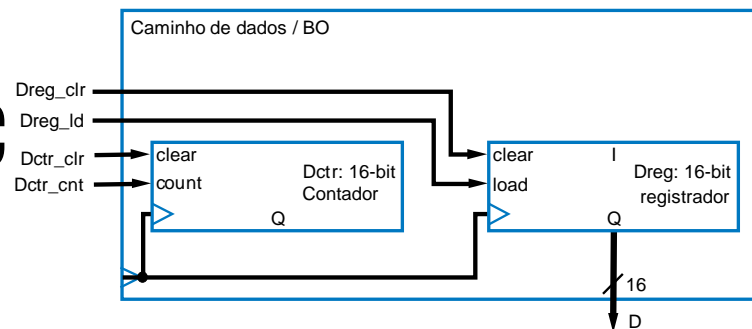 Caminho de dados / BO
Dreg_clr
Dreg_ld
Dctr_clr
Dctr_cnt
clear
count
Dctr: 16-bit
Contador
Q
clear
load
I
Dreg: 16-bit
registrador
Q
16
D